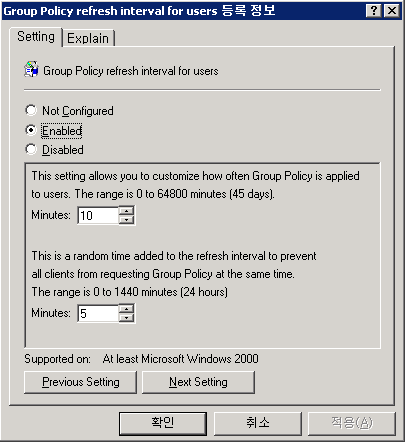 Group Policy refresh interval for users 등록 정보
Setting
Explain
Group Policy refresh interval for users
Not Configured
Enabled
Disabled
This setting allows you to customize how often Group Policy is applied
to users. The range is 0 to 64800 minutes (45 days).
Minutes: 10
This is a random time added to the refresh interval to prevent
all clients from requesting Group Policy at the same time.
The range is 0 to 1440 minutes (24 hours)
Minutes: 5
Supported on: At least Microsoft Windows 2000
Previous Setting
Next Setting
확인
취소
적용(A)